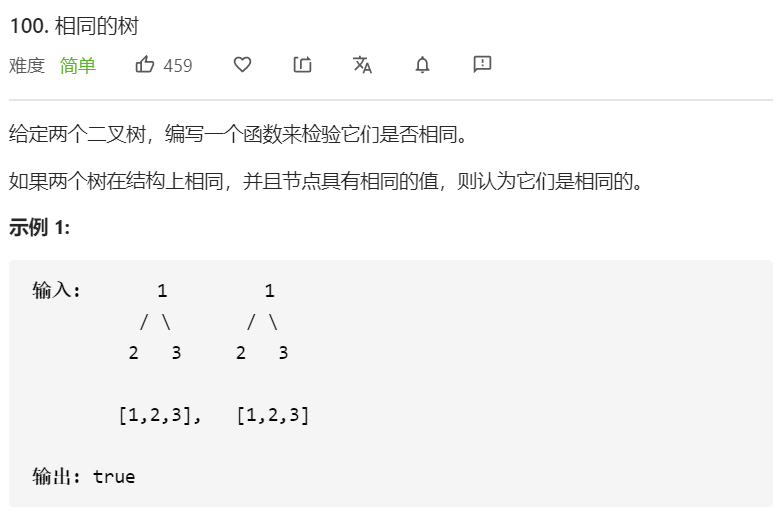 100. 相同的树
难度 简单 459
给定两个二叉树，编写一个函数来检验它们是否相同。
如果两个树在结构上相同，并且节点具有相同的值，则认为它们是相同的。
示例 1:
输入: 1 1
/ \ / \
2 3 2 3
[1,2,3], [1,2,3]
输出: true